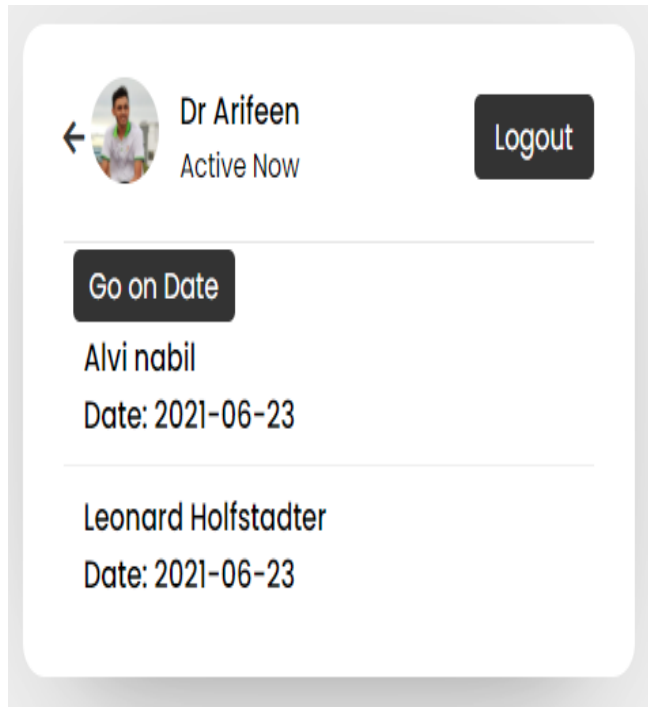 Dr Arifeen
Active Now
Logout
Go on Date
Alvi nabil
Date: 2021-06-23
Leonard Holfstadter
Date: 2021-06-23